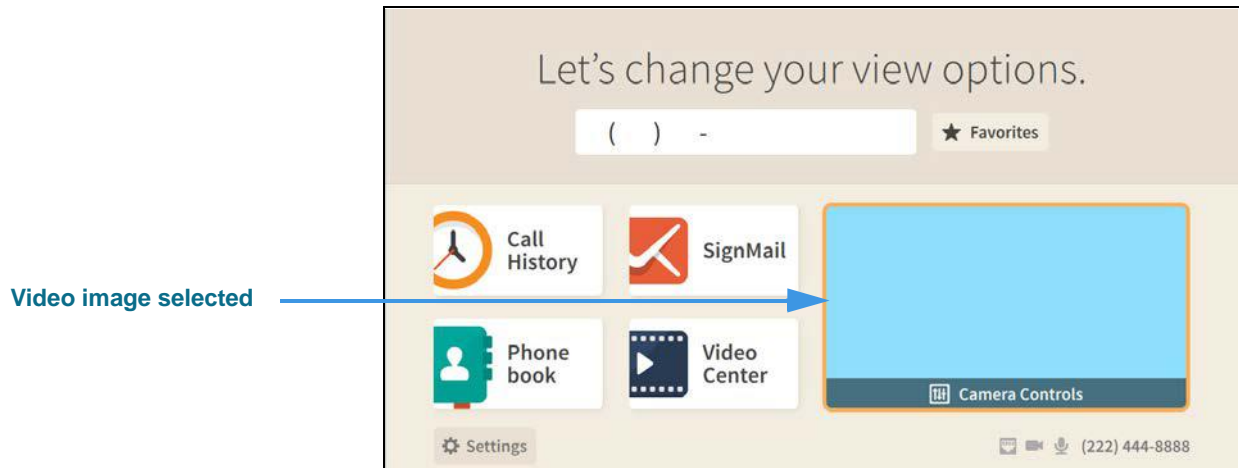 Let's change your view options.
( ) -
Favorites
Call
History
SignMail
Video image selected
Phone
book
Video
Center
Camera Controls
Settings
(222) 444-8888